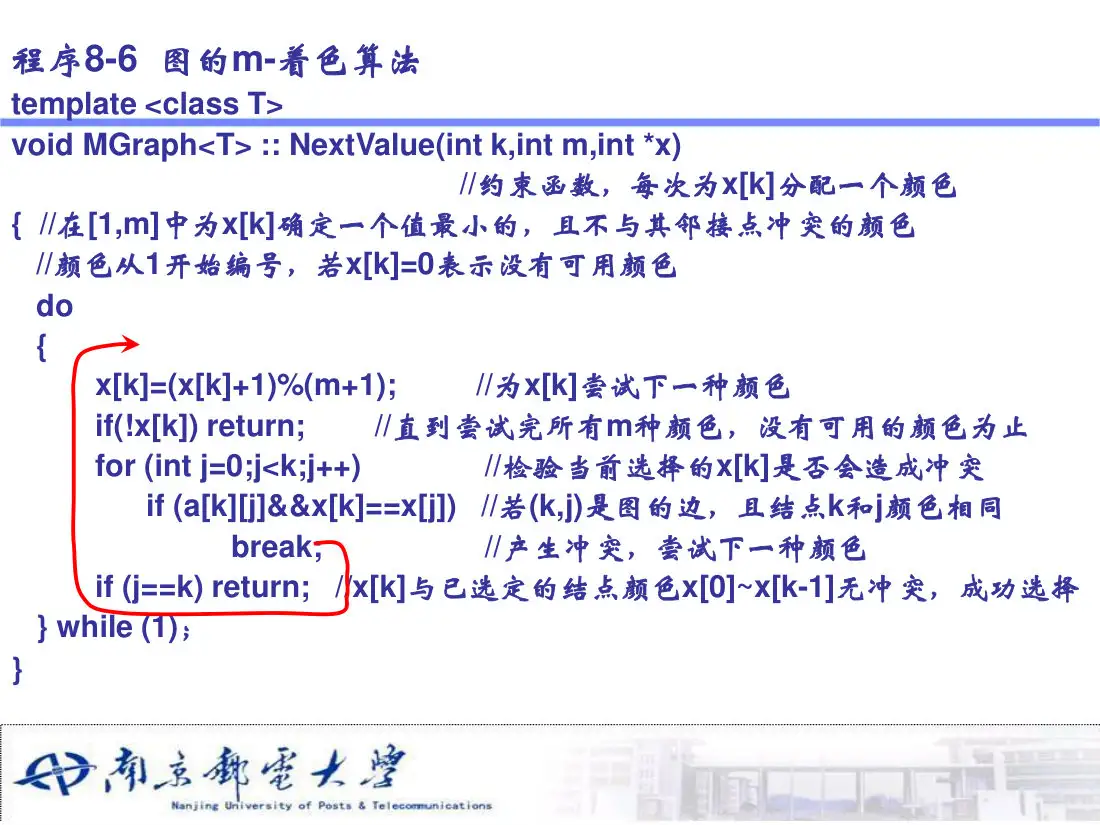 程序8-6 图的m-着色算法
template <class T>
void MGraph<T> :: NextValue(int k,int m,int *x)
//约束函数，每次为x[k]分配一个颜色
{ //在[1,m]中为x[k]确定一个值最小的，且不与其邻接点冲突的颜色
//颜色从1开始编号，若x[k]=0表示没有可用颜色
do
{
x[k]=(x[k]+1)%(m+1); //为x[k]尝试下一种颜色
if(!x[k]) return; //直到尝试完所有m种颜色，没有可用的颜色为止
for (int j=0;j<k;j++) //检验当前选择的x[k]是否会造成冲突
if (a[k][j]&&x[k]==x[j]) //若(k,j)是图的边，且结点k和j颜色相同
break; //产生冲突，尝试下一种颜色
if (j==k) return; //x[k]与已选定的结点颜色x[0]~x[k-1]无冲突，成功选择
} while (1)；
}
南京邮電大學
Nanjing University of Posts & Telecommunications